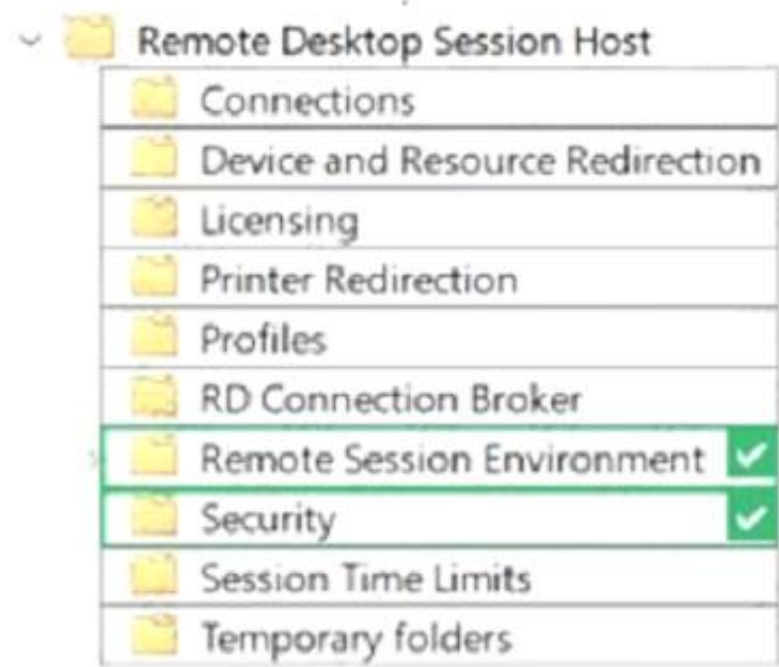 Remote Desktop Session Host
Connections
Device and Resource Redirection
Licensing
Printer Redirection
Profiles
RD Connection Broker
Remote Session Environment
Security
Session Time Limits
Temporary folders